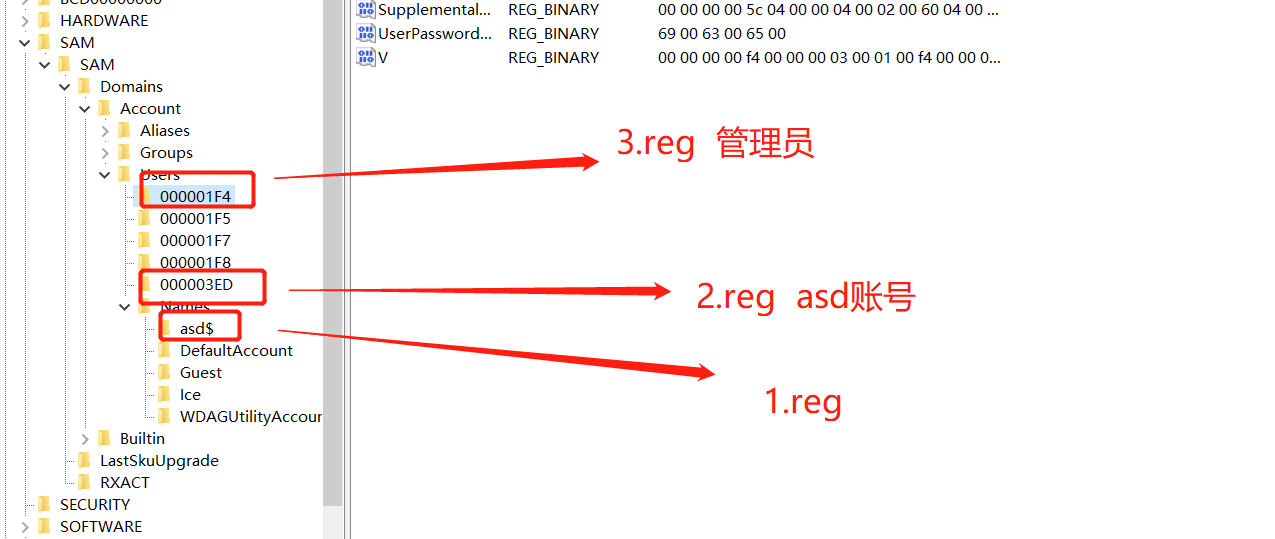 HARDWARE
SAM
SAM
Domains
Account
Aliases
Groups
Users
000001F4
000001F5
000001F7
000001F8
000003ED
Names
asd$
DefaultAccount
Guest
Ice
WDAGUtilityAccour
Builtin
LastSkuUpgrade
RXACT
SECURITY
SOFTWARE
Supplemental... REG_BINARY 00 00 00 00 5c 04 00 00 04 00 02 00 60 04 00 ...
UserPassword... REG_BINARY 69 00 63 00 65 00
V REG_BINARY 00 00 00 00 f4 00 00 00 03 00 01 00 f4 00 00 0...
3.reg 管理员
2.reg asd账号
1.reg